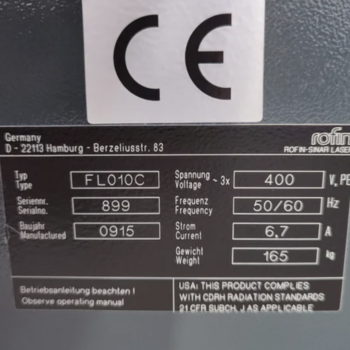 CE
Germany
D - 22113 Hamburg - Berzeliusstr. 83
rofin
ROFIN-SINAR LASER
Typ
Type
FL010C
Seriennr.
Serialno.
899
Baujahr
Manufactured
0915
Spannung
Voltage ~ 3x
400
V, PE
Frequenz
Frequency
50/60
Hz
Strom
Current
6,7
A
Gewicht
Weight
165
kg
Betriebsanleitung beachten !
Observe operating manual
USA: THIS PRODUCT COMPLIES
WITH CDRH RADIATION STANDARDS
21 CFR SUBCH, J AS APPLICABLE